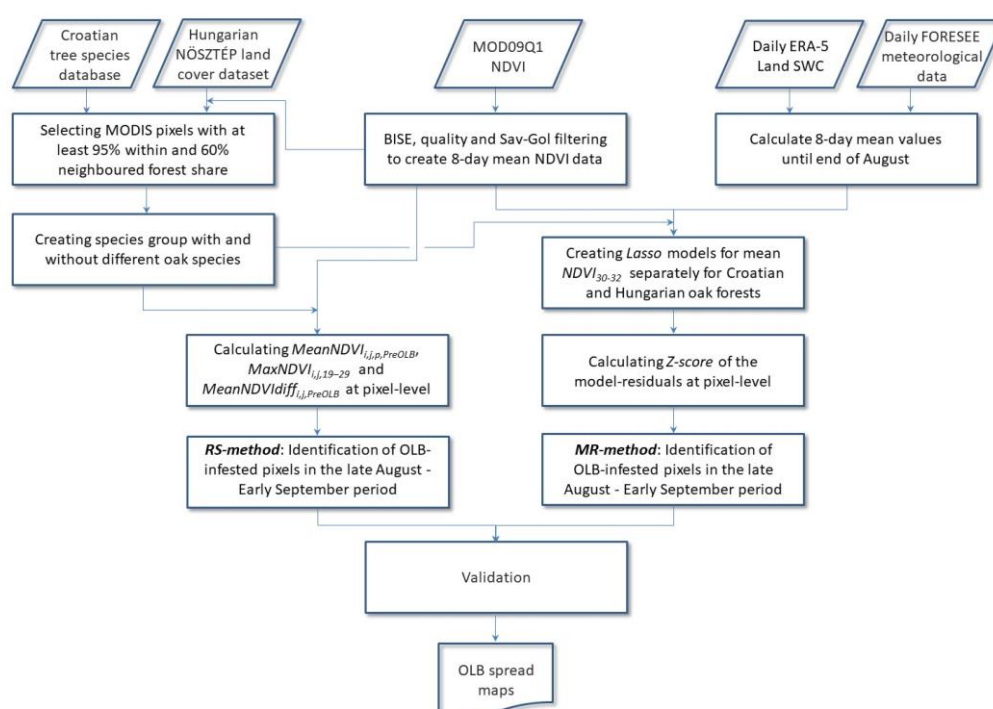 Croatian
tree species
database
Hungarian
NÖSZTÉP land
cover dataset
MOD09Q1
NDVI
Daily ERA-5
Land SWC
Daily FORESEE
meteorological
data
Selecting MODIS pixels with at
least 95% within and 60%
neighboured forest share
BISE, quality and Sav-Gol filtering
to create 8-day mean NDVI data
Calculate 8-day mean values
until end of August
Creating species group with and
without different oak species
Creating Lasso models for mean
NDVI30-32 separately for Croatian
and Hungarian oak forests
Calculating MeanNDVIi,j,p,PreOLB,
MaxNDVIi,j,19–29 and
MeanNDVIdiffi,j,PreOLB at pixel-level
Calculating Z-score of the
model-residuals at pixel-level
RS-method: Identification of OLB-
infested pixels in the late August -
Early September period
MR-method: Identification of
OLB-infested pixels in the late
August - Early September period
Validation
OLB spread
maps